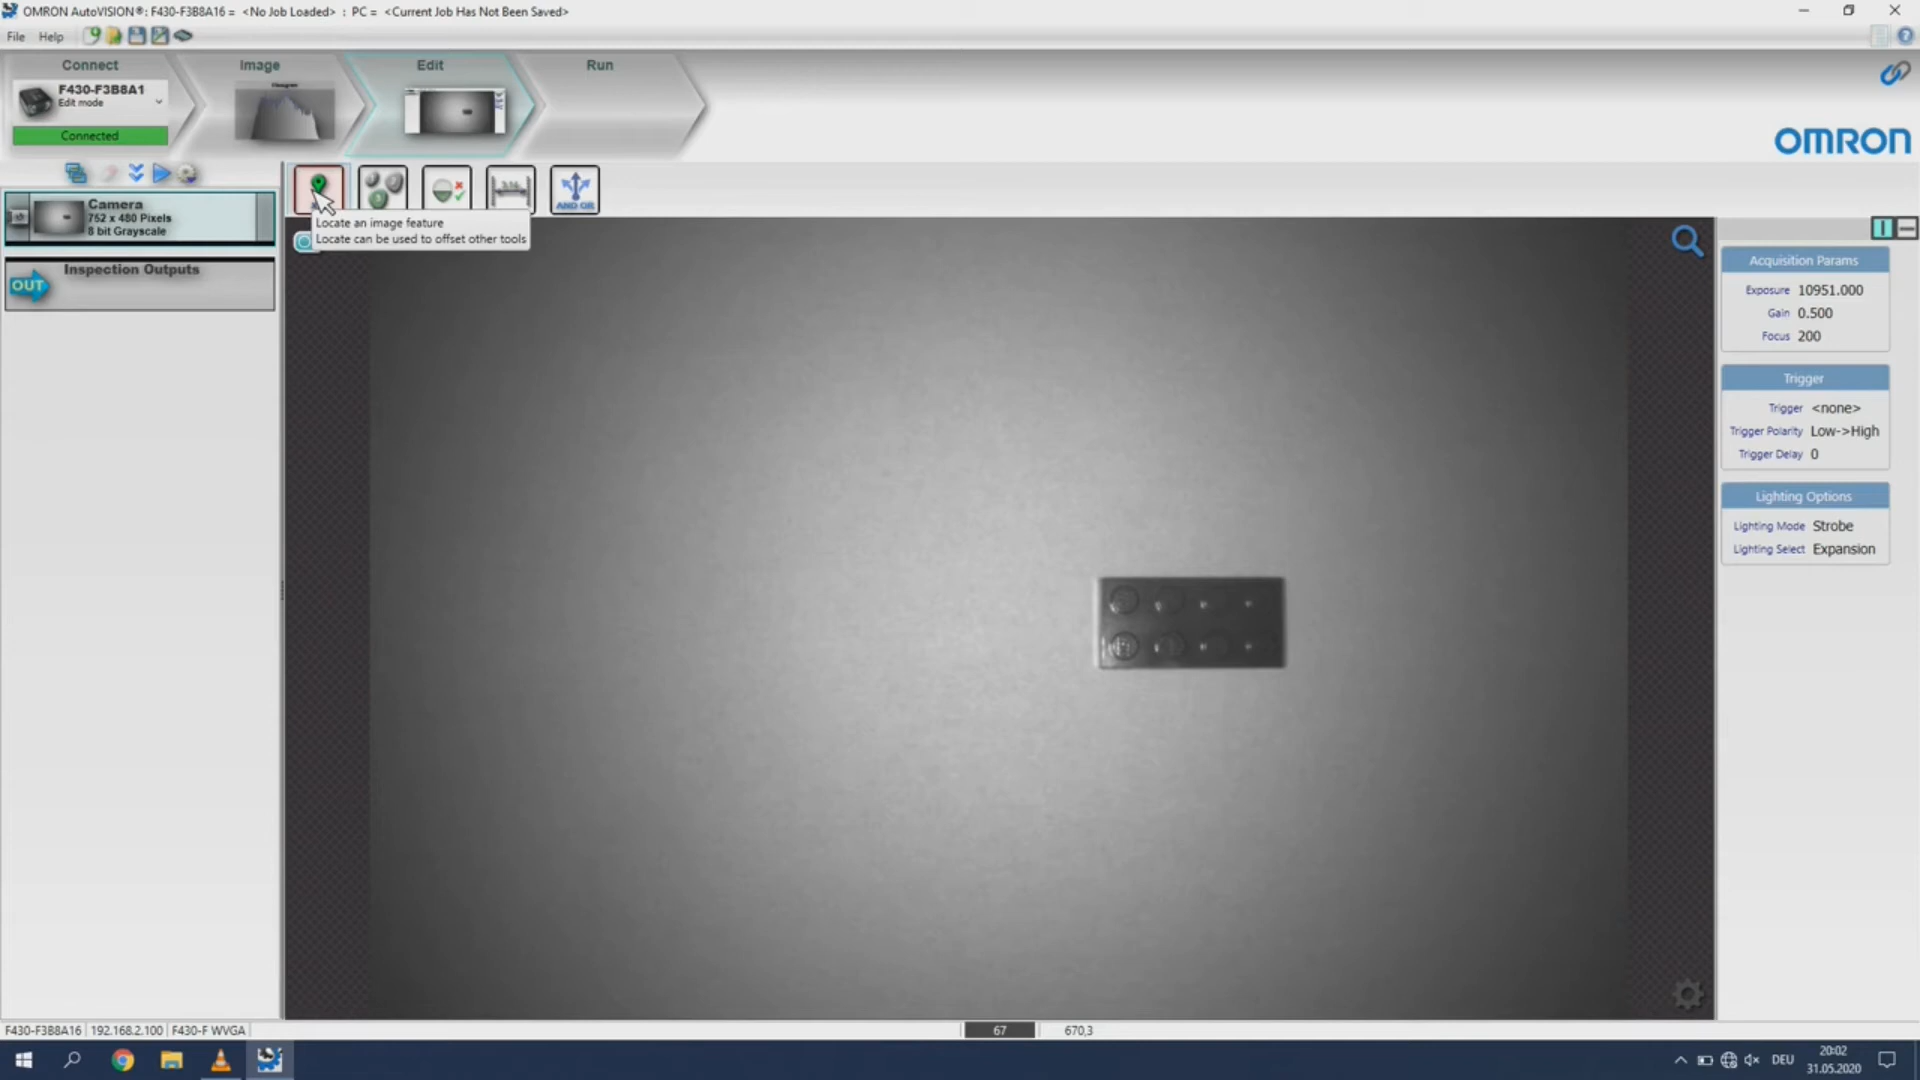 OMRON AutoVISION®: F430-F3B8A16 = <No Job Loaded> : PC = <Current Job Has Not Been Saved>
File Help
Connect Image Edit Run
F430-F3B8A1
Edit mode
Connected
OMRON
Camera
752 x 480 Pixels
8 bit Grayscale
Inspection Outputs
OUT
AND OR
Locate an image feature
Locate can be used to offset other tools
Acquisition Params
Exposure 10951.000
Gain 0.500
Focus 200
Trigger
Trigger <none>
Trigger Polarity Low->High
Trigger Delay 0
Lighting Options
Lighting Mode Strobe
Lighting Select Expansion
F430-F3B8A16 192.168.2.100 F430-F WVGA 67 670,3
DEU 20:02
31.05.2020